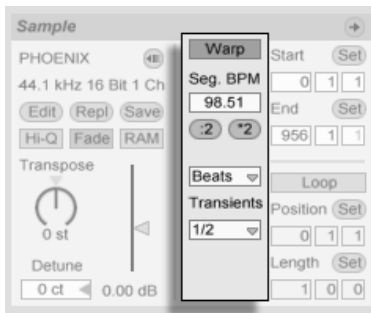 Sample
PHOENIX
44.1 kHz 16 Bit 1 Ch
Edit Repl Save
Hi-Q Fade RAM
Transpose
0 st
Detune
0 ct 0.00 dB
Warp
Seg. BPM
98.51
:2 *2
Beats
Transients
1/2
Start Set
0 1 1
End Set
956 1 1
Loop
Position Set
0 1 1
Length Set
1 0 0